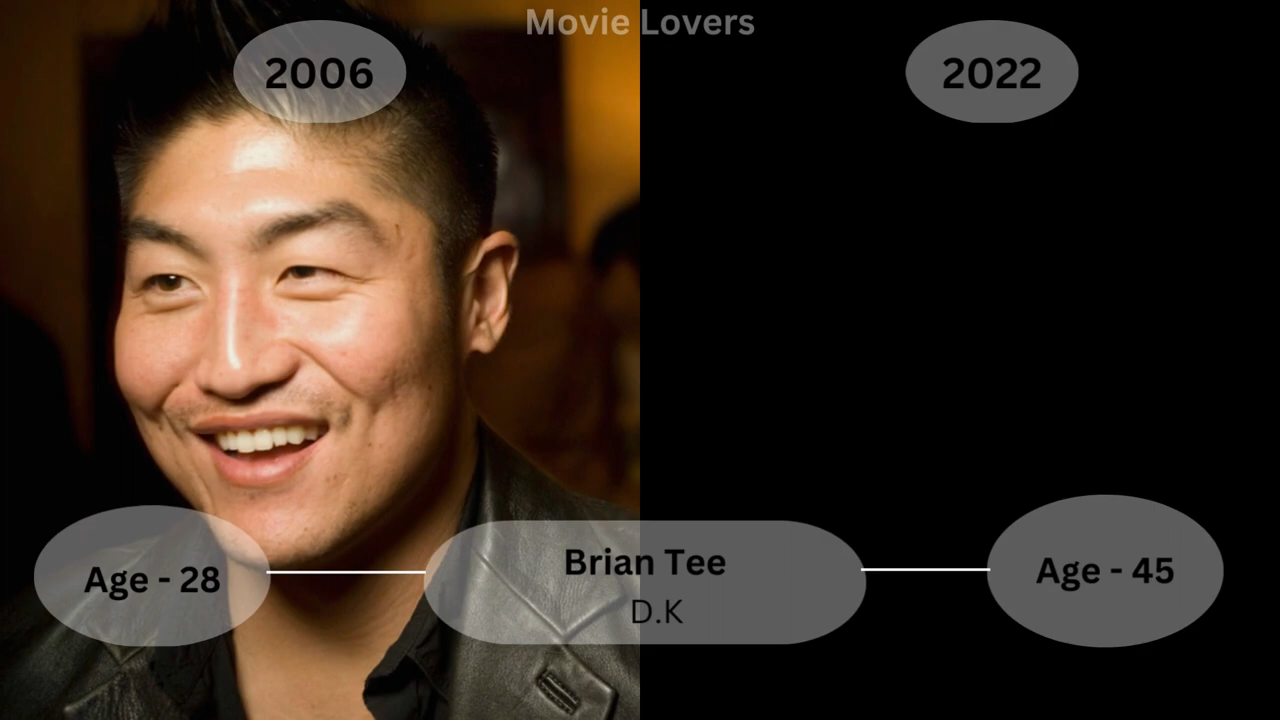 Movie Lovers
2006
2022
Age - 28
Brian Tee
D.K
Age - 45